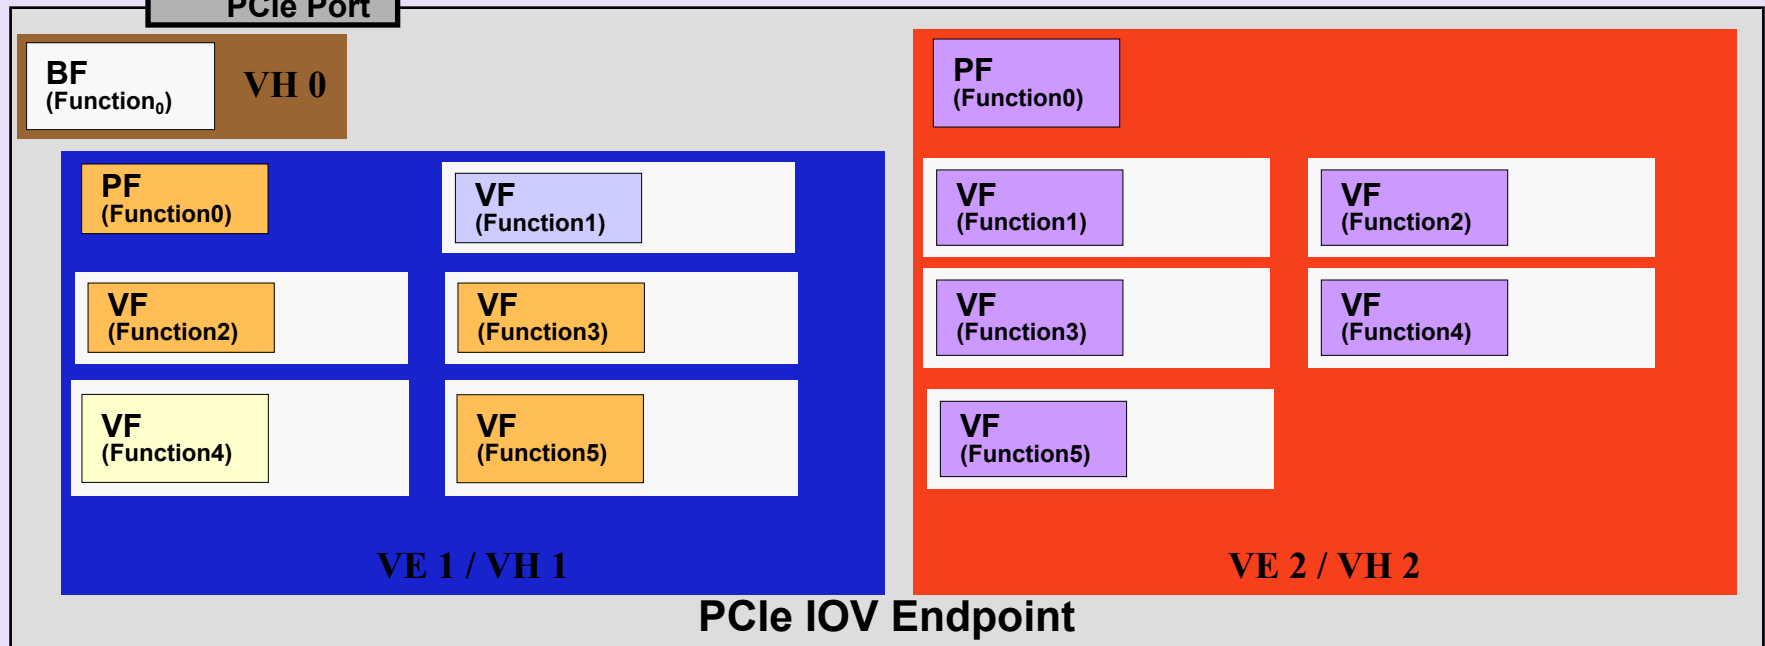 PCIe Port
BF
(Function₀)
VH 0
PF
(Function0)
VF
(Function1)
VF
(Function2)
VF
(Function3)
VF
(Function4)
VF
(Function5)
VE 1 / VH 1
PF
(Function0)
VF
(Function1)
VF
(Function2)
VF
(Function3)
VF
(Function4)
VF
(Function5)
VE 2 / VH 2
PCIe IOV Endpoint